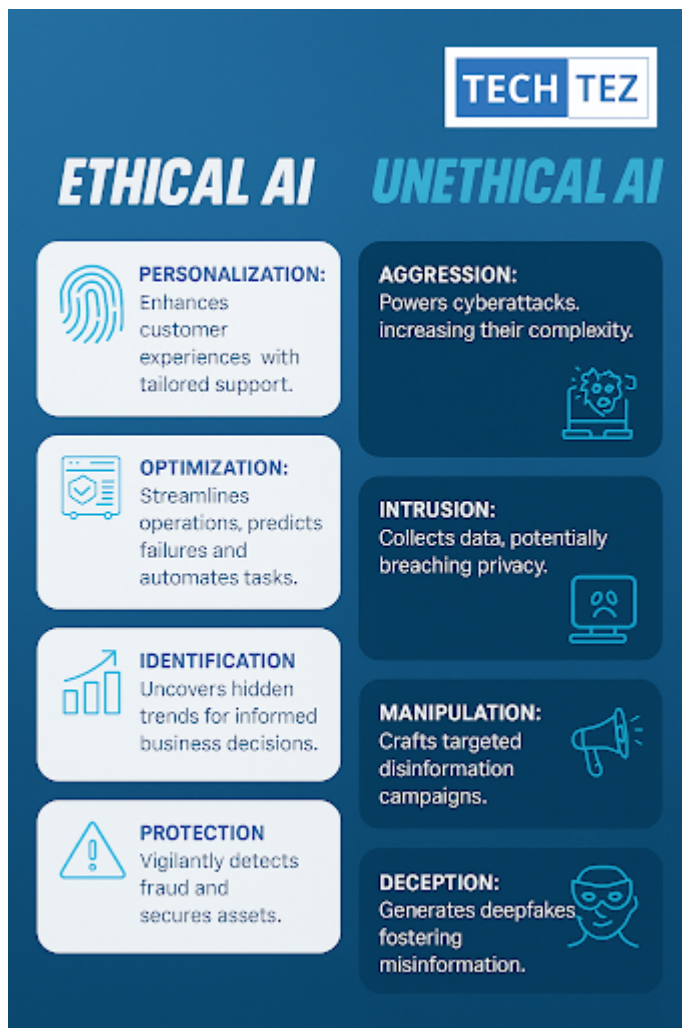 TECH TEZ
ETHICAL AI
PERSONALIZATION:
Enhances
customer
experiences with
tailored support.
OPTIMIZATION:
Streamlines
operations, predicts
failures and
automates tasks.
IDENTIFICATION
Uncovers hidden
trends for informed
business decisions.
PROTECTION
Vigilantly detects
fraud and
secures assets.
UNETHICAL AI
AGGRESSION:
Powers cyberattacks.
increasing their complexity.
INTRUSION:
Collects data, potentially
breaching privacy.
MANIPULATION:
Crafts targeted
disinformation
campaigns.
DECEPTION:
Generates deepfakes,
fostering
misinformation.